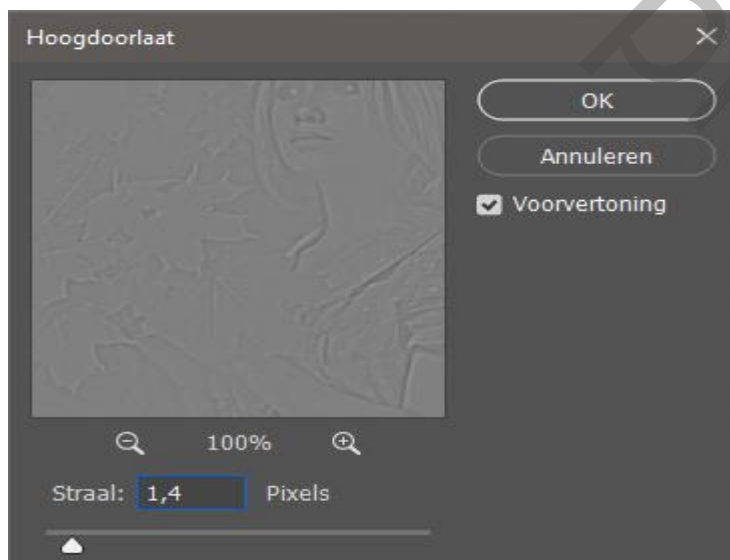 Hoogdoorlaat
OK
Annuleren
Voorvertoning
100%
Straal: 1,4 Pixels